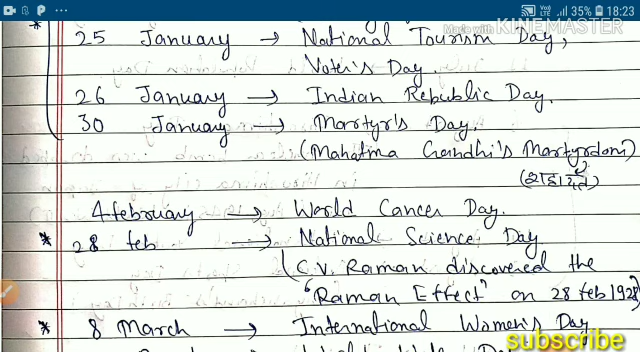 35% 18:23
Made with KINEMASTER
25 January → National Tourism Day,
Voter's Day.
26 January → Indian Republic Day.
30 January → Martyr's Day.
(Mahatma Gandhi's Martyrdom)
(शहादत)
4 february → World Cancer Day.
* 28 feb → National Science Day
(C.V. Raman discovered the
"Raman Effect" on 28 feb 1928)
* 8 March → International Women's Day
subscribe